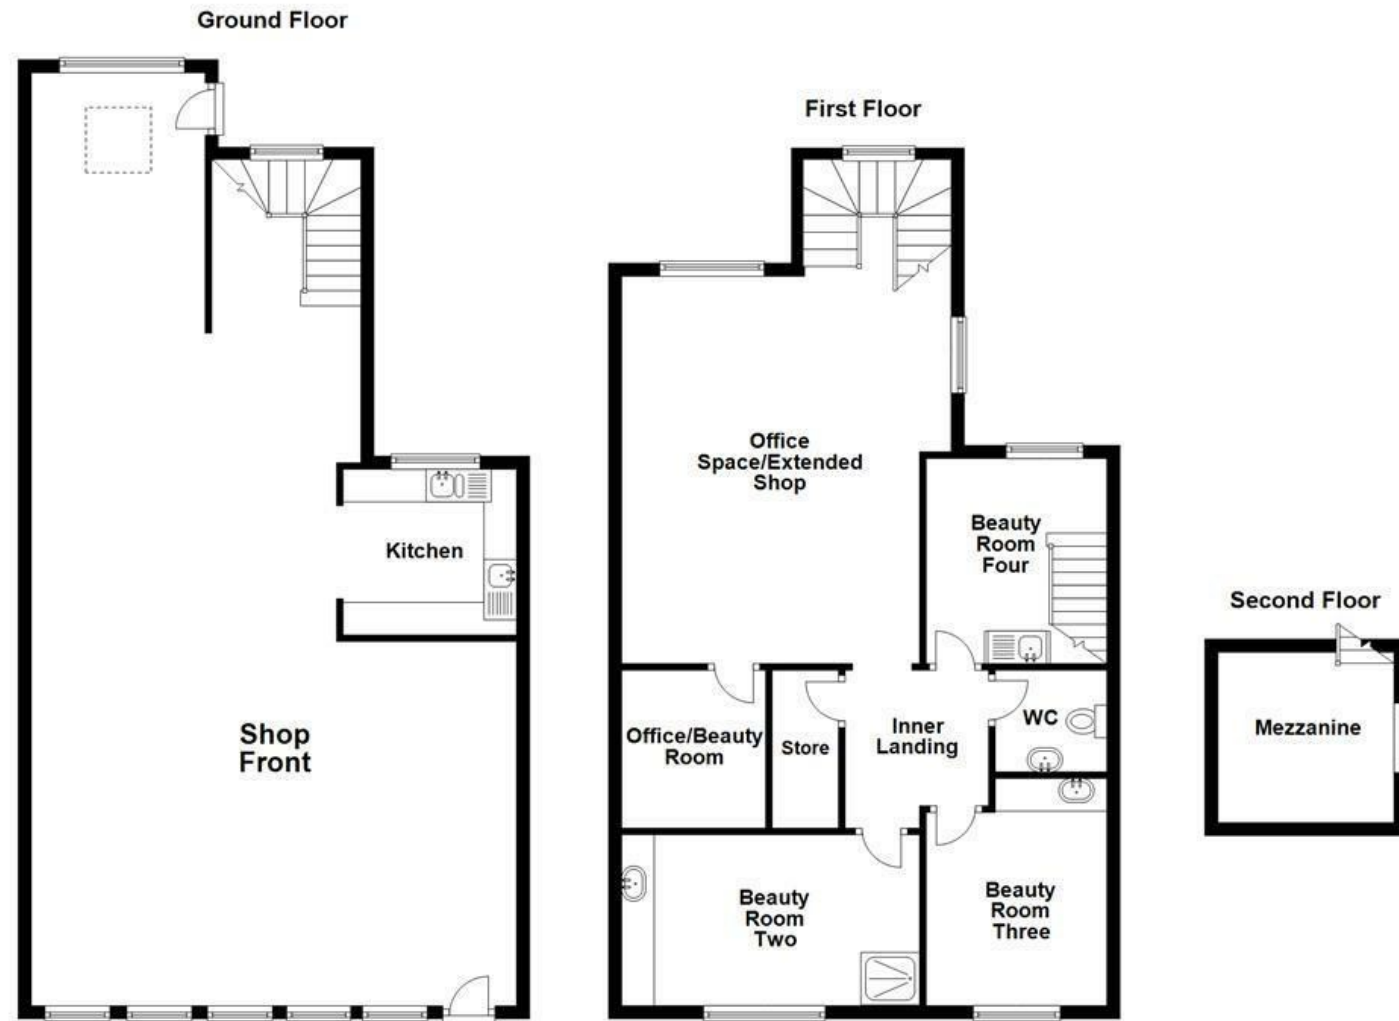 Ground Floor
Kitchen
Shop
Front
First Floor
Office
Space/Extended
Shop
Beauty
Room
Four
Office/Beauty
Room
Store
Inner
Landing
WC
Beauty
Room
Two
Beauty
Room
Three
Second Floor
Mezzanine